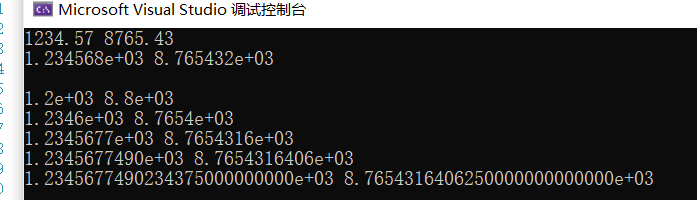 Microsoft Visual Studio 调试控制台
1234.57 8765.43
1.234568e+03 8.765432e+03
1.2e+03 8.8e+03
1.2346e+03 8.7654e+03
1.2345677e+03 8.7654316e+03
1.2345677490e+03 8.7654316406e+03
1.2345677490234375000000000e+03 8.7654316406250000000000000e+03